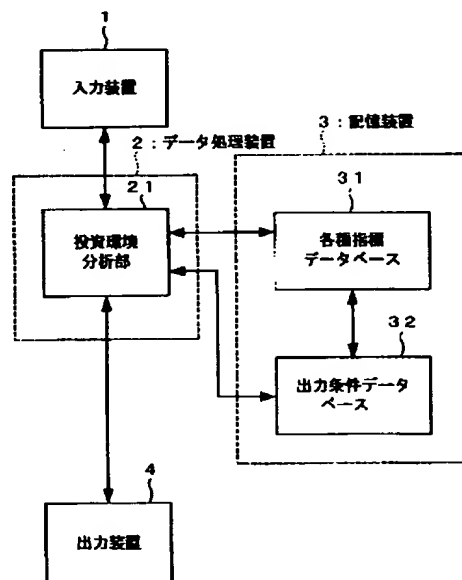 1
入力装置
2:データ処理装置
21
投資環境
分析部
3:記憶装置
31
各種指標
データベース
32
出力条件データ
ベース
4
出力装置